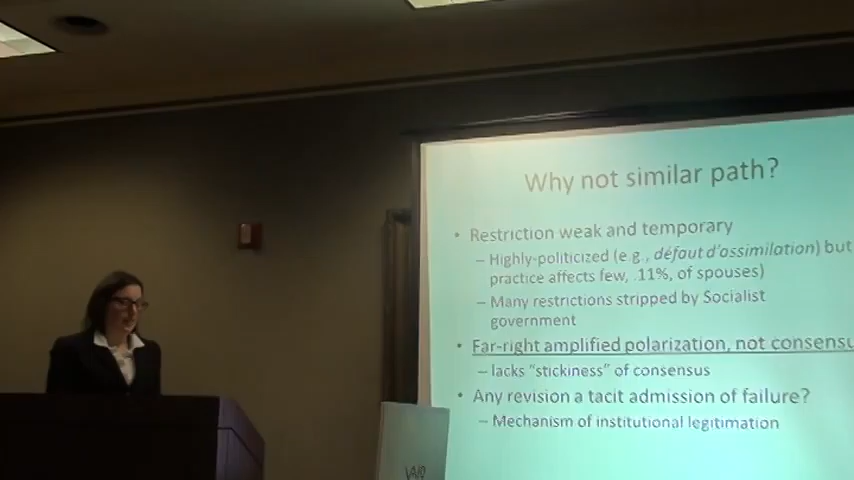 Why not similar path?
• Restriction weak and temporary
– Highly-politicized (e.g., défaut d'assimilation) but
practice affects few, .11%, of spouses)
– Many restrictions stripped by Socialist
government
• Far-right amplified polarization, not consensu
– lacks "stickiness" of consensus
• Any revision a tacit admission of failure?
– Mechanism of institutional legitimation